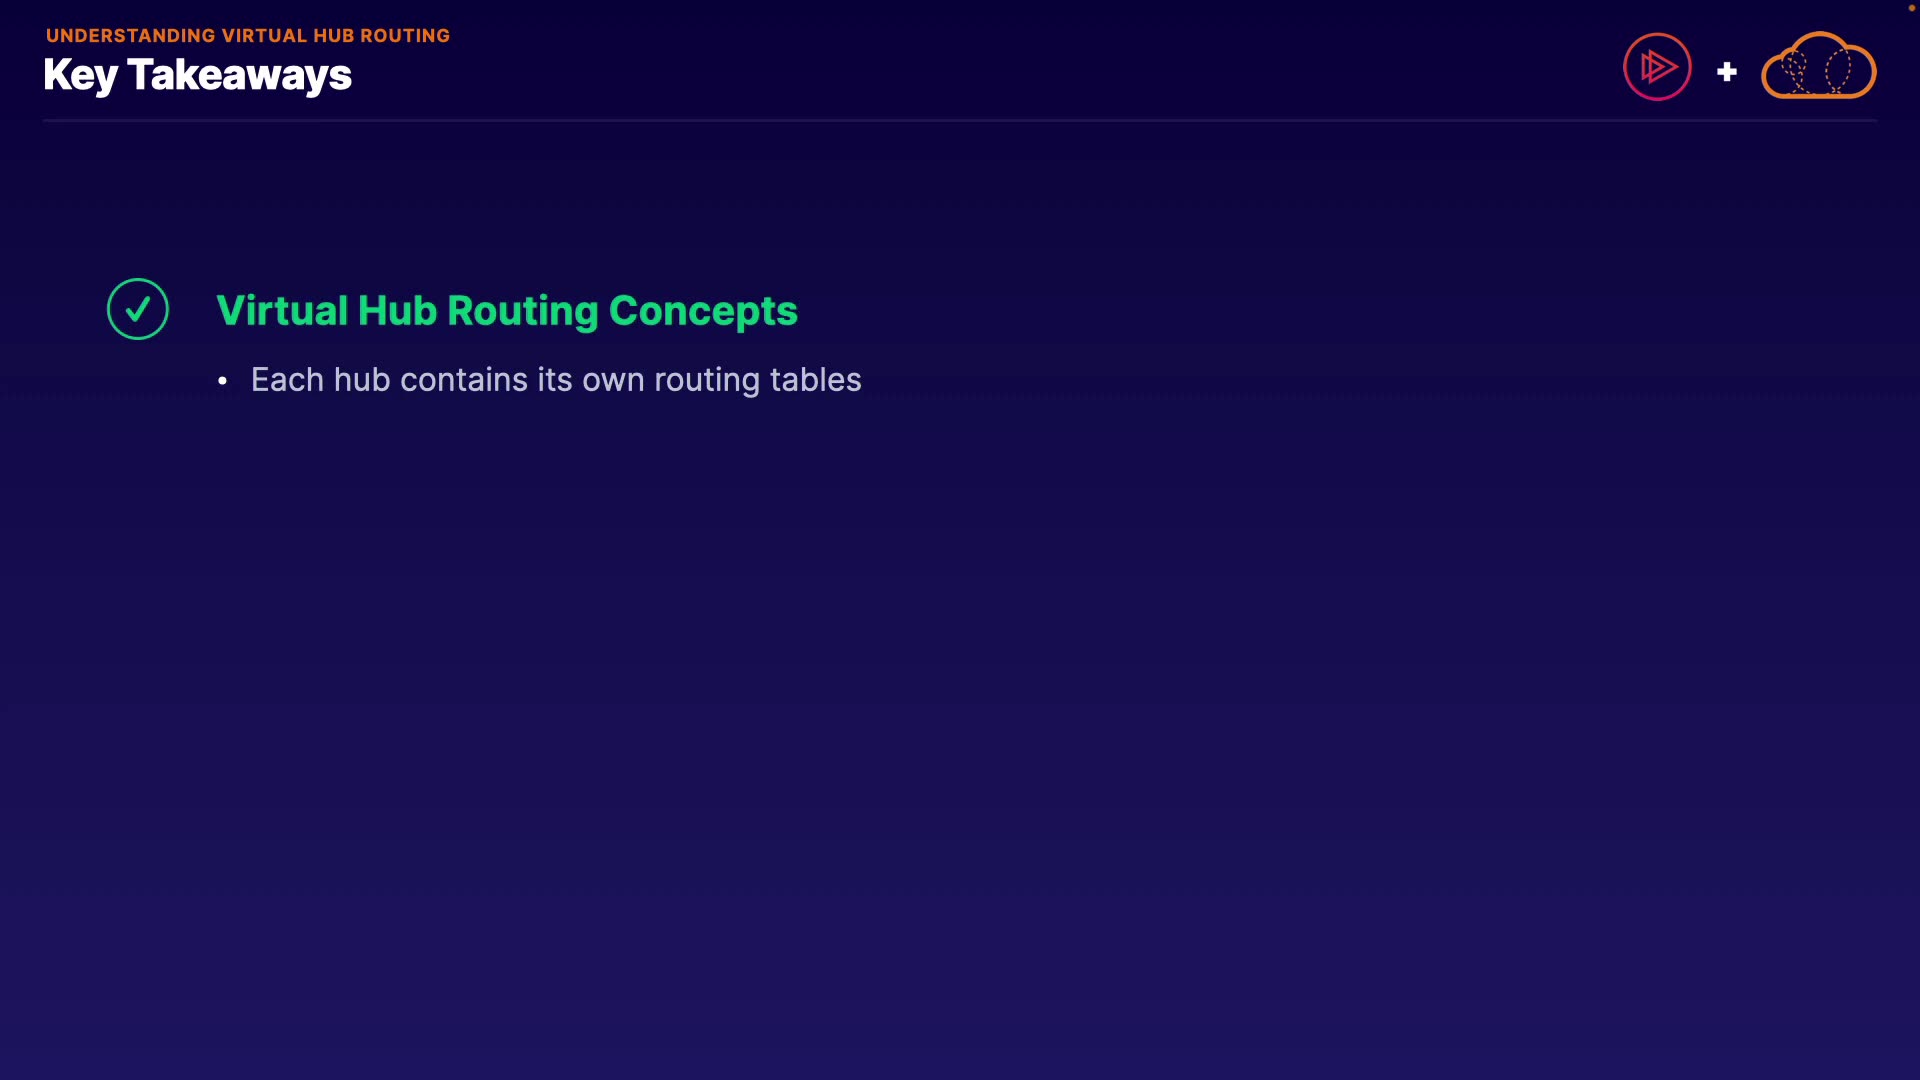 UNDERSTANDING VIRTUAL HUB ROUTING
Key Takeaways
Virtual Hub Routing Concepts
• Each hub contains its own routing tables